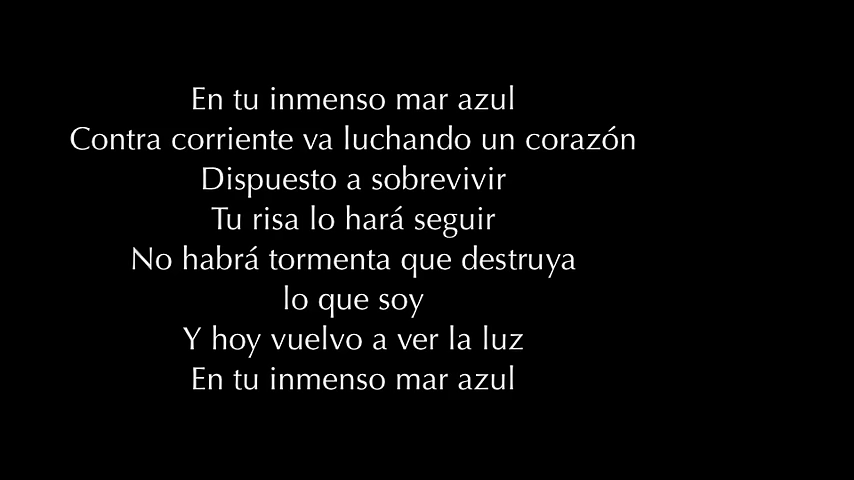 En tu inmenso mar azul
Contra corriente va luchando un corazón
Dispuesto a sobrevivir
Tu risa lo hará seguir
No habrá tormenta que destruya
lo que soy
Y hoy vuelvo a ver la luz
En tu inmenso mar azul